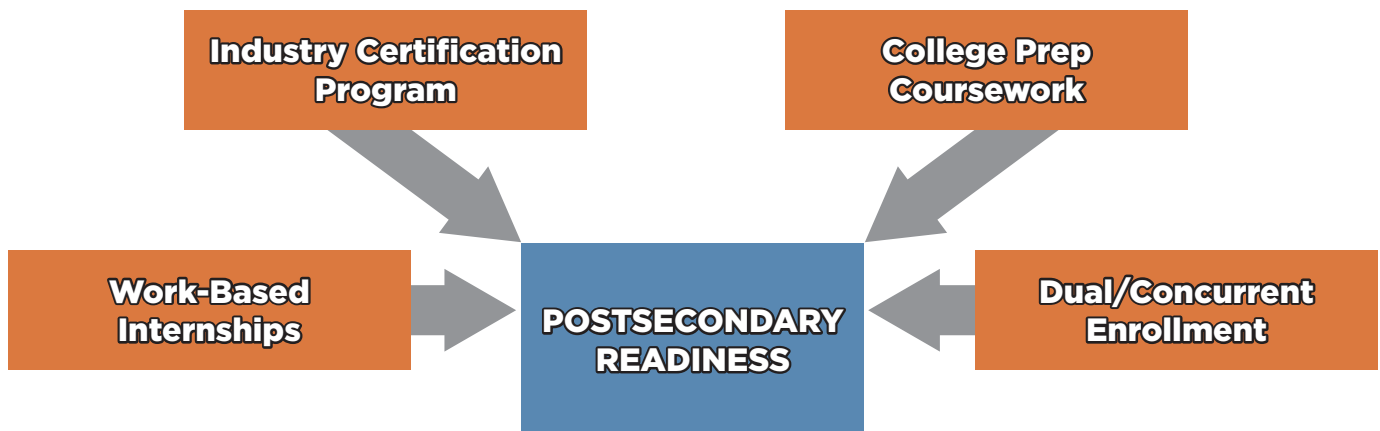 Industry Certification
Program
College Prep
Coursework
Work-Based
Internships
POSTSECONDARY
READINESS
Dual/Concurrent
Enrollment